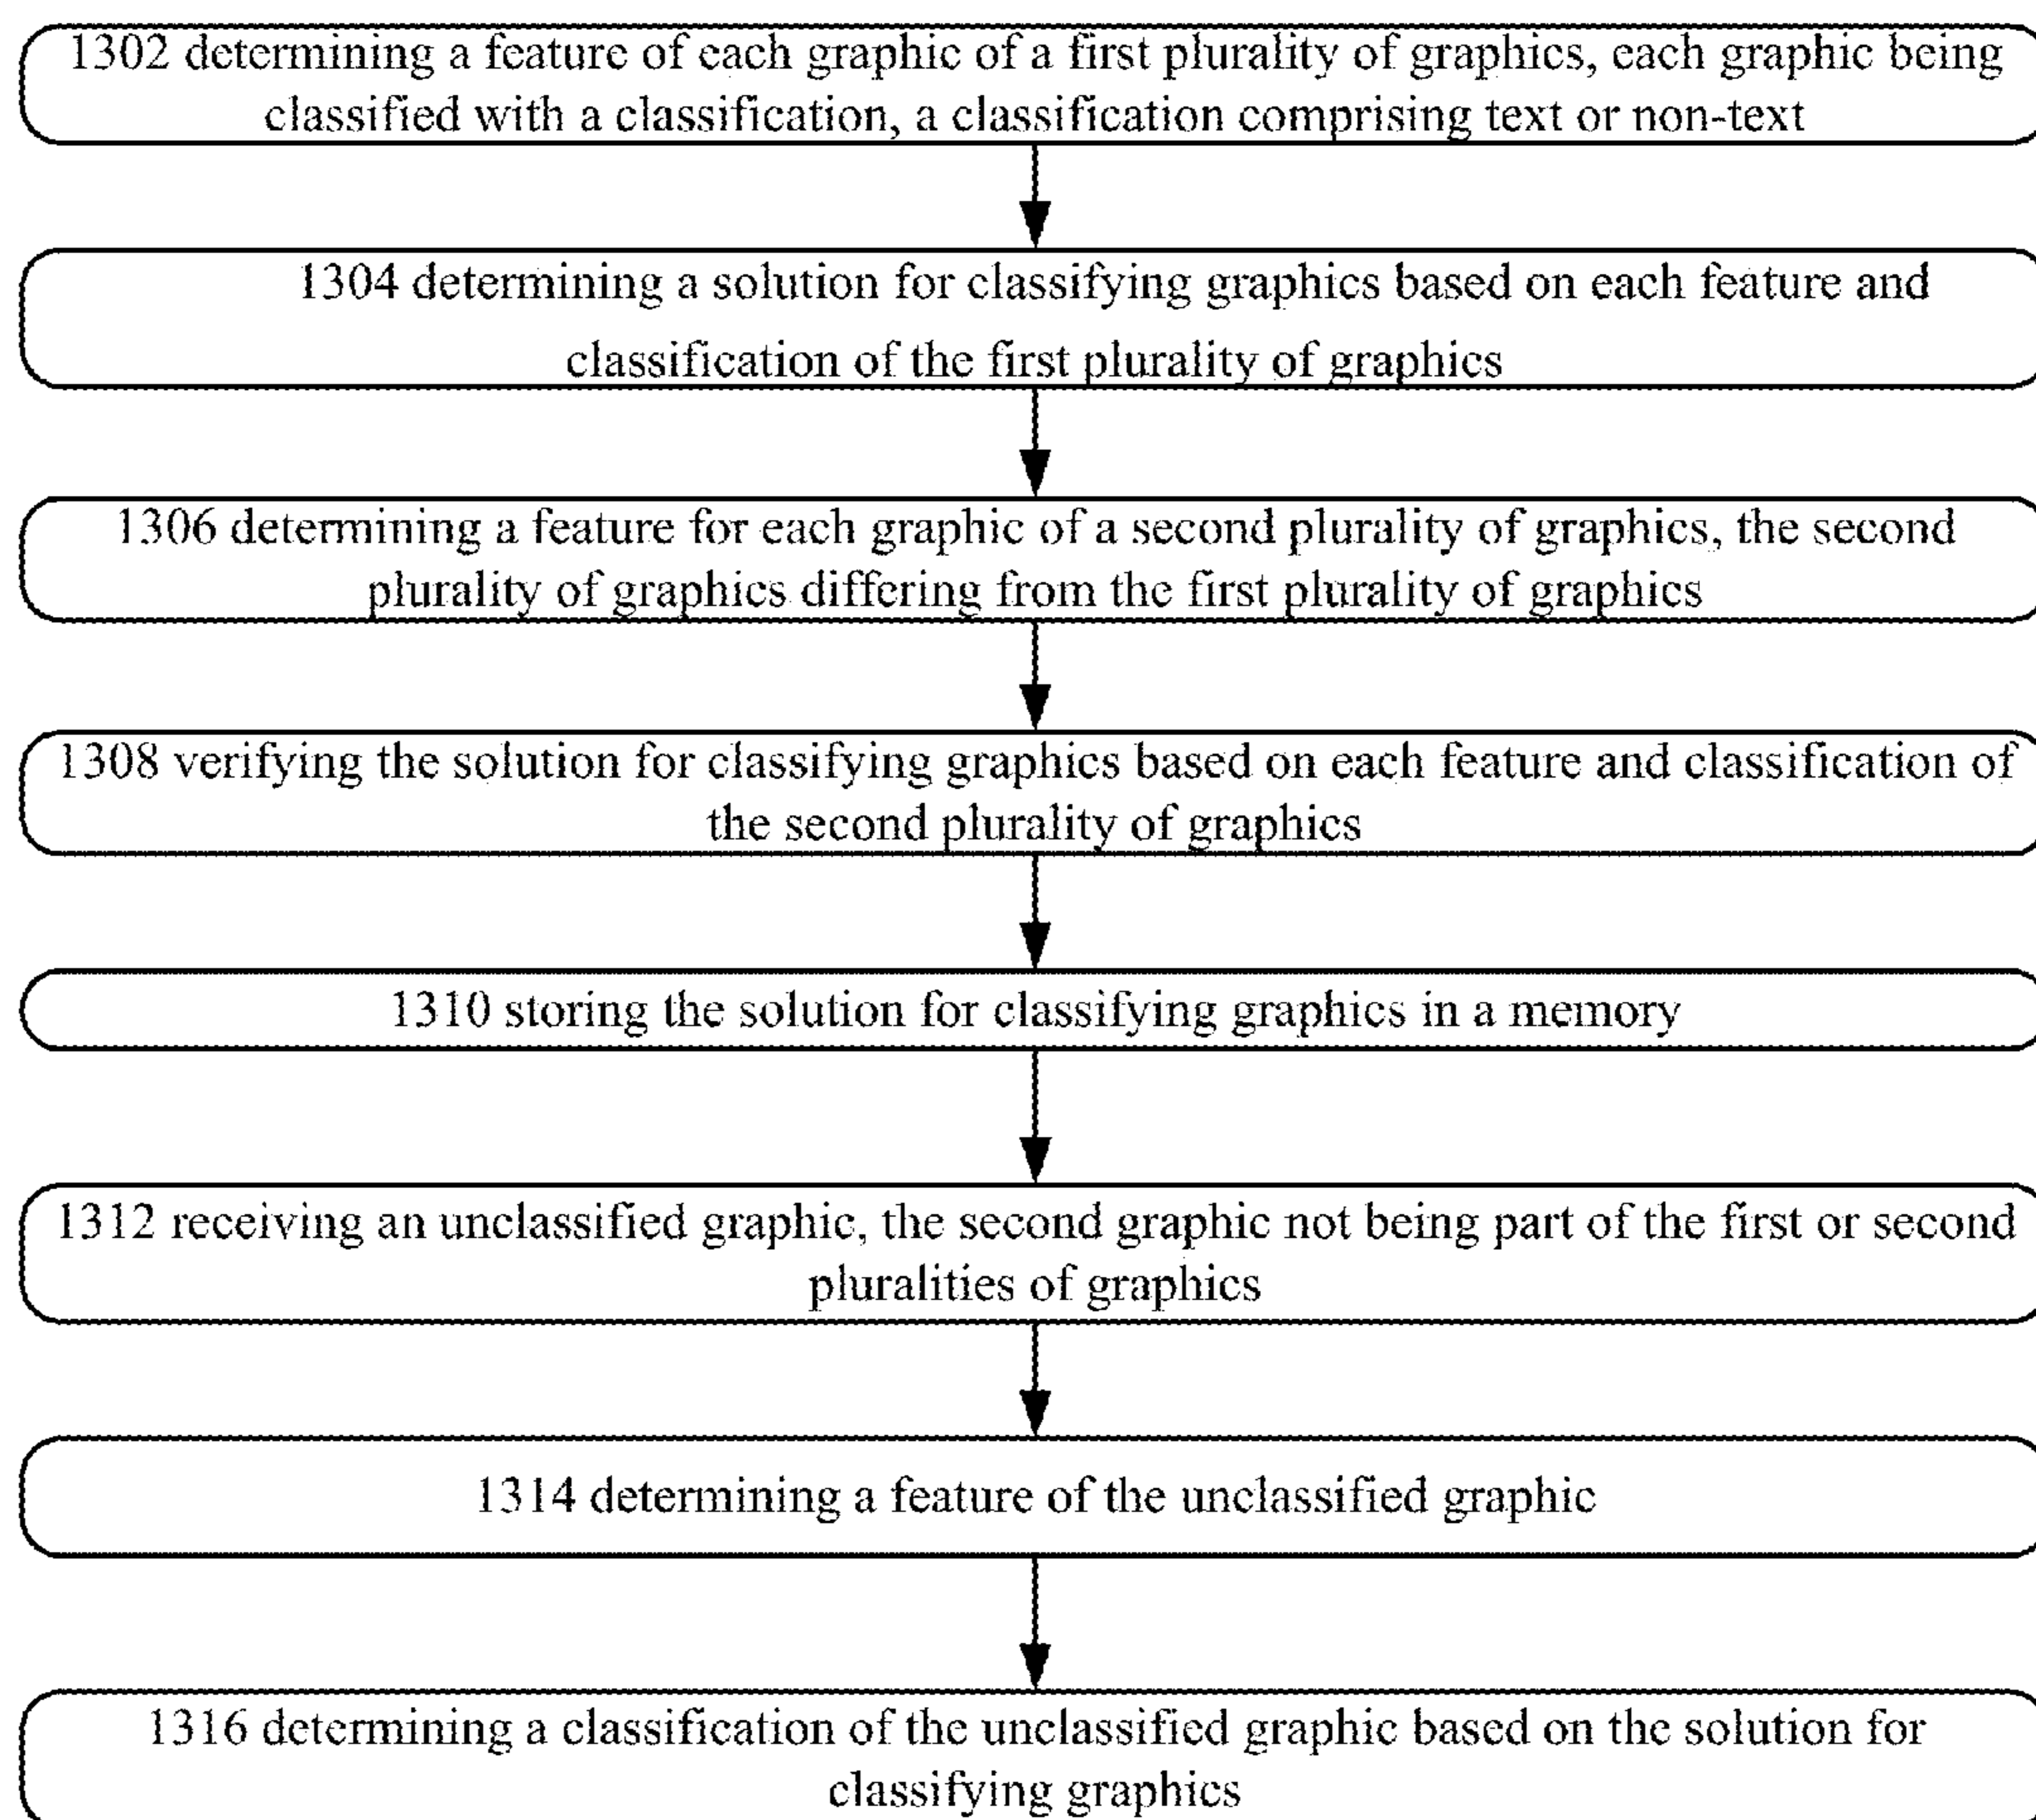 1302 determining a feature of each graphic of a first plurality of graphics, each graphic being
classified with a classification, a classification comprising text or non-text
1304 determining a solution for classifying graphics based on each feature and
classification of the first plurality of graphics
1306 determining a feature for each graphic of a second plurality of graphics, the second
plurality of graphics differing from the first plurality of graphics
1308 verifying the solution for classifying graphics based on each feature and classification of
the second plurality of graphics
1310 storing the solution for classifying graphics in a memory
1312 receiving an unclassified graphic, the second graphic not being part of the first or second
pluralities of graphics
1314 determining a feature of the unclassified graphic
1316 determining a classification of the unclassified graphic based on the solution for
classifying graphics